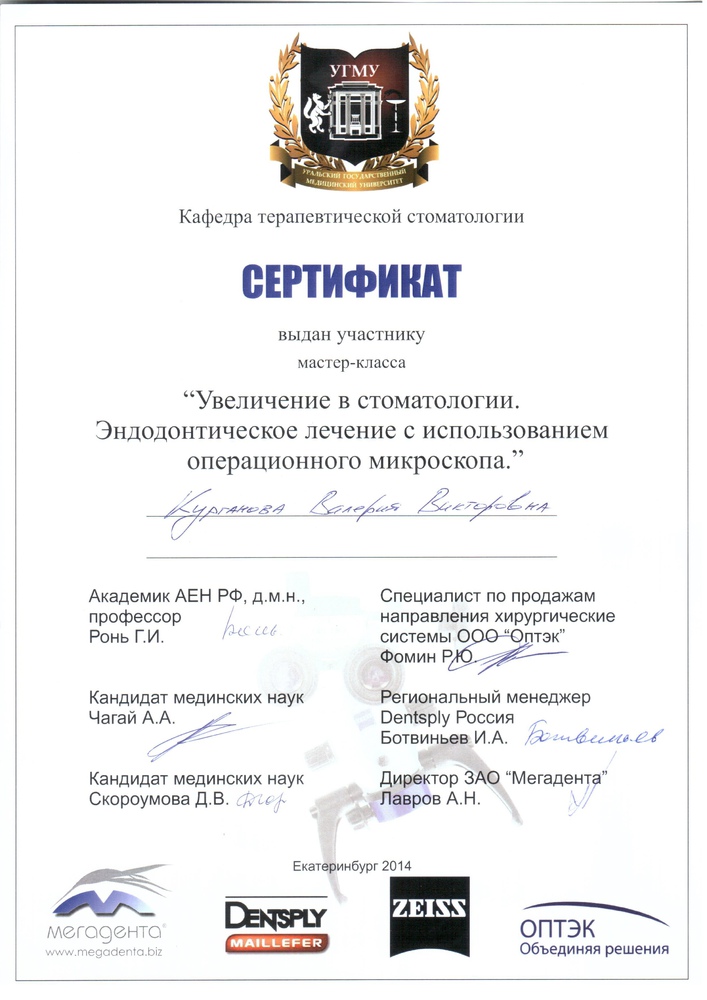 УГМУ
УРАЛЬСКИЙ ГОСУДАРСТВЕННЫЙ
МЕДИЦИНСКИЙ УНИВЕРСИТЕТ
Кафедра терапевтической стоматологии
СЕРТИФИКАТ
выдан участнику
мастер-класса
“Увеличение в стоматологии.
Эндодонтическое лечение с использованием
операционного микроскопа.”
Курганова Валерия Викторовна
Академик АЕН РФ, д.м.н.,
профессор
Ронь Г.И.
Специалист по продажам
направления хирургические
системы ООО “Оптэк”
Фомин Р.Ю.
Кандидат мединских наук
Чагай А.А.
Региональный менеджер
Dentsply Россия
Ботвиньев И.А. Ботвиньев
Кандидат мединских наук
Скороумова Д.В.
Директор ЗАО “Мегадента”
Лавров А.Н.
Екатеринбург 2014
мегадента®
www.megadenta.biz
DENTSPLY
MAILLEFER
ZEISS
ОПТЭК
Объединяя решения